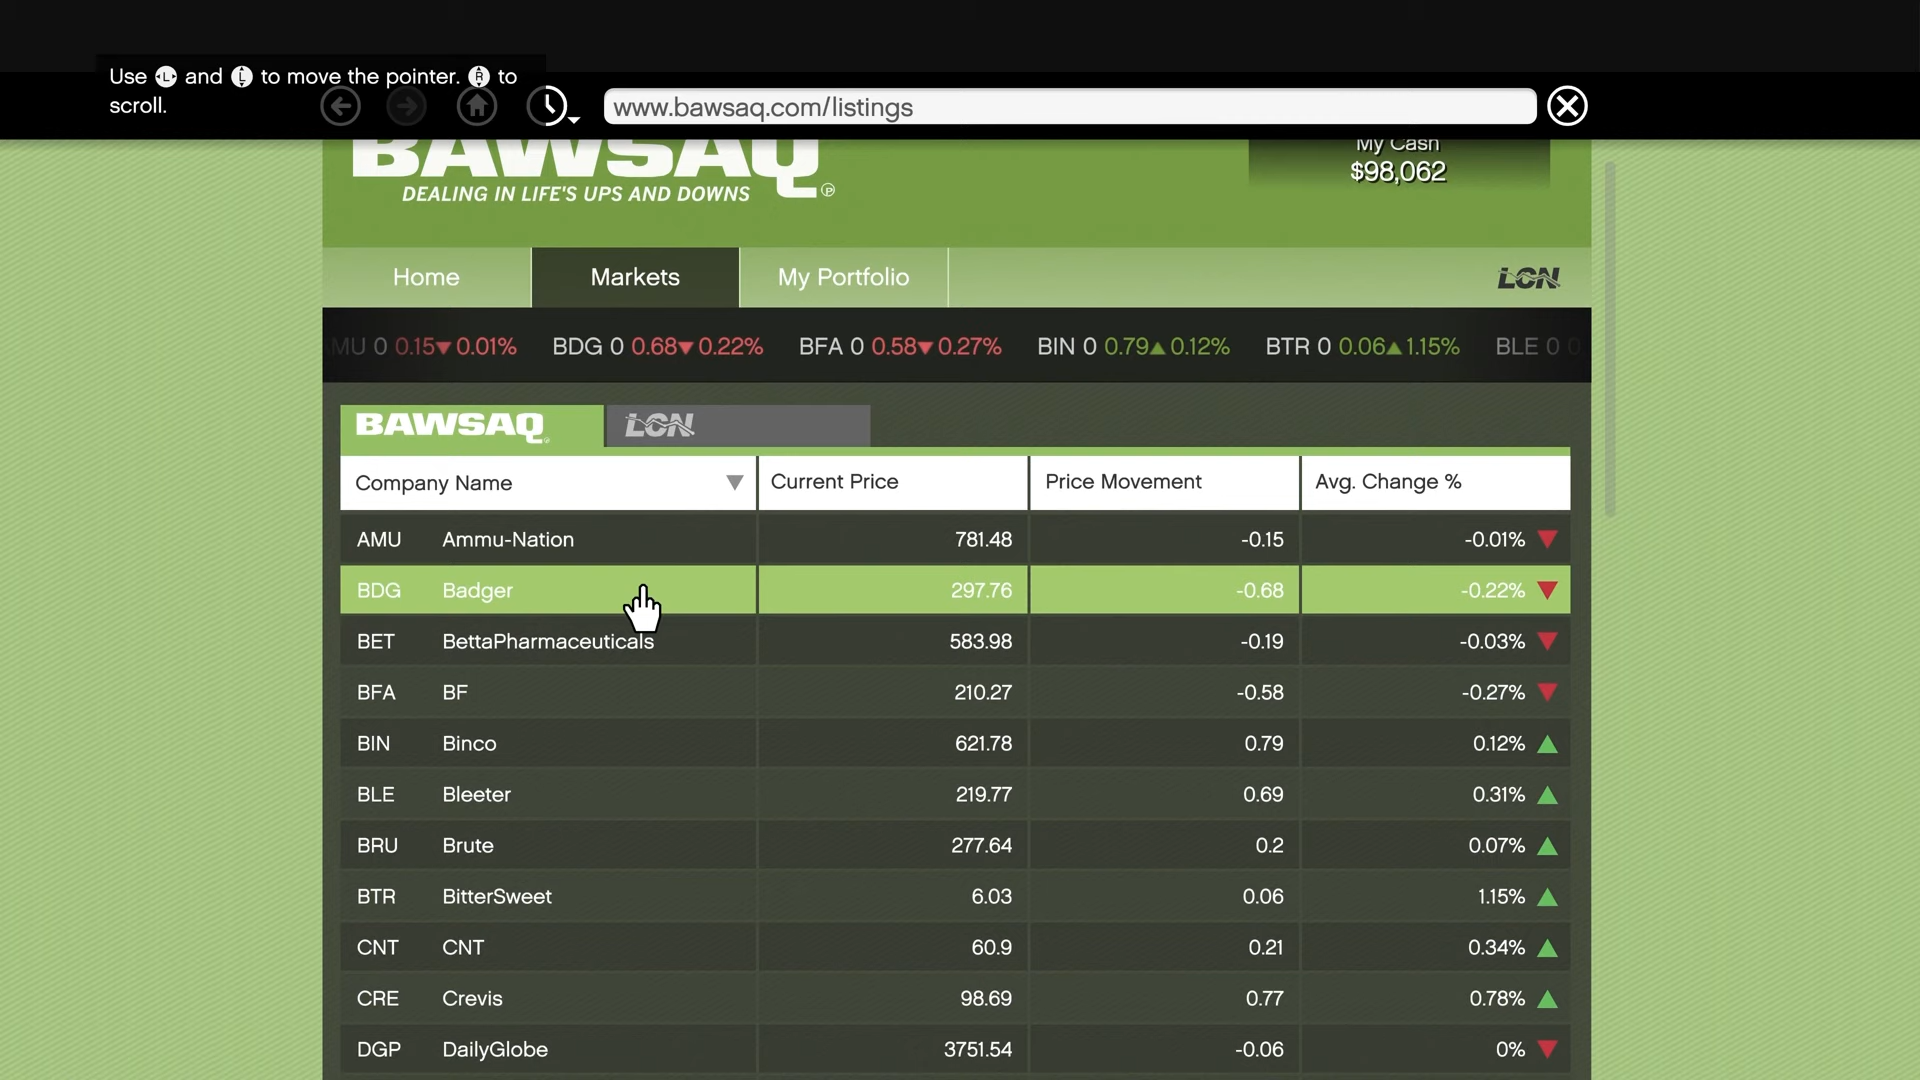 Use L and L to move the pointer. R to
scroll.
www.bawsaq.com/listings
BAWSAQ
DEALING IN LIFE'S UPS AND DOWNS
My Cash
$98,062
Home Markets My Portfolio LCN
MU 0 0.15▼0.01% BDG 0 0.68▼0.22% BFA 0 0.58▼0.27% BIN 0 0.79▲0.12% BTR 0 0.06▲1.15% BLE 0
BAWSAQ LCN
Company Name Current Price Price Movement Avg. Change %
AMU Ammu-Nation 781.48 -0.15 -0.01%
BDG Badger 297.76 -0.68 -0.22%
BET BettaPharmaceuticals 583.98 -0.19 -0.03%
BFA BF 210.27 -0.58 -0.27%
BIN Binco 621.78 0.79 0.12%
BLE Bleeter 219.77 0.69 0.31%
BRU Brute 277.64 0.2 0.07%
BTR BitterSweet 6.03 0.06 1.15%
CNT CNT 60.9 0.21 0.34%
CRE Crevis 98.69 0.77 0.78%
DGP DailyGlobe 3751.54 -0.06 0%